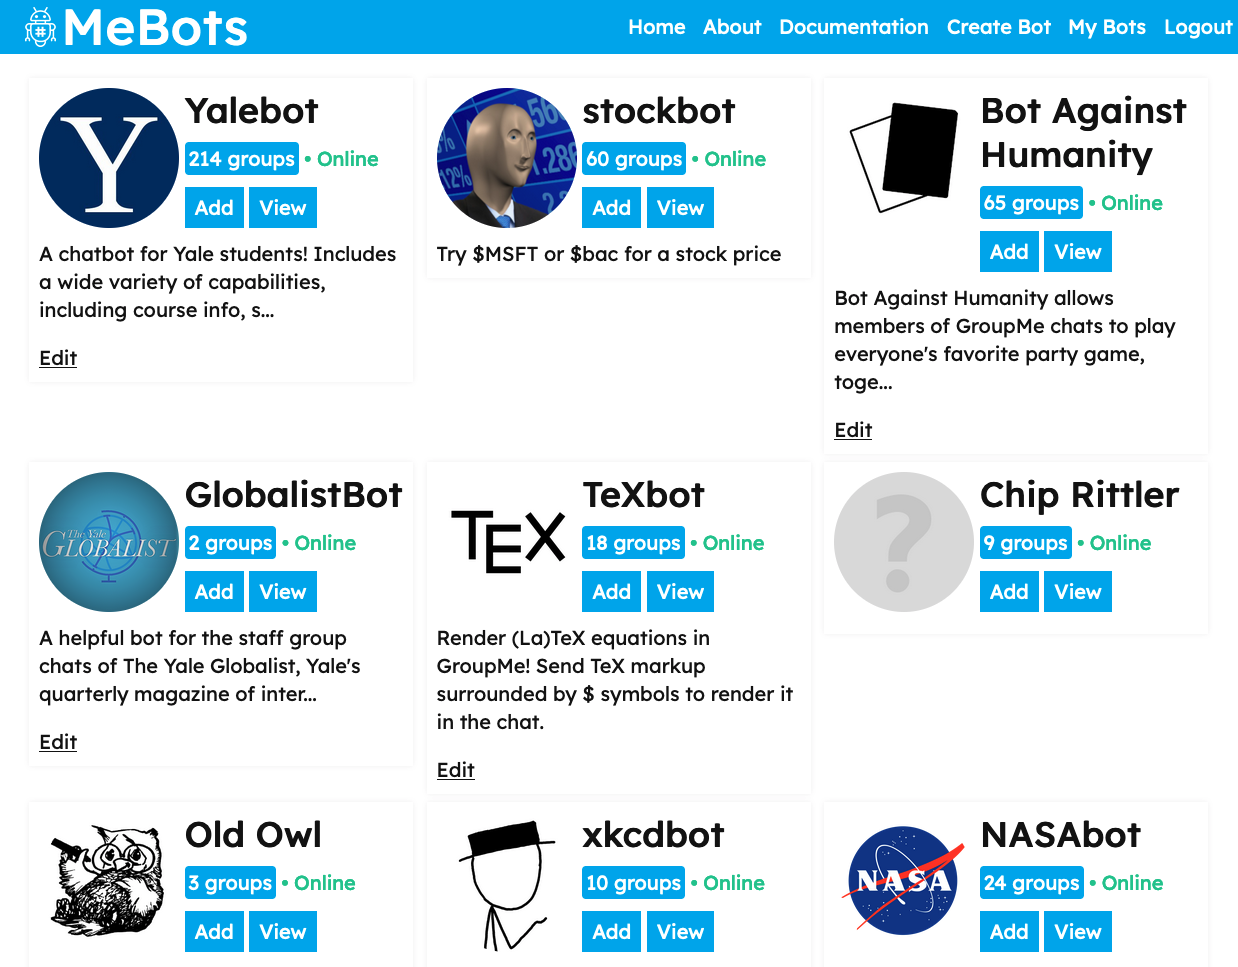 MeBots
Home About Documentation Create Bot My Bots Logout
Y
Yalebot
214 groups • Online
Add View
A chatbot for Yale students! Includes
a wide variety of capabilities,
including course info, s...
Edit
stockbot
60 groups • Online
Add View
Try $MSFT or $bac for a stock price
Bot Against
Humanity
65 groups • Online
Add View
Bot Against Humanity allows
members of GroupMe chats to play
everyone's favorite party game,
toge...
Edit
The Yale
GLOBALIST
GlobalistBot
2 groups • Online
Add View
A helpful bot for the staff group
chats of The Yale Globalist, Yale's
quarterly magazine of inter...
Edit
TEX
TeXbot
18 groups • Online
Add View
Render (La)TeX equations in
GroupMe! Send TeX markup
surrounded by $ symbols to render it
in the chat.
Edit
?
Chip Rittler
9 groups • Online
Add View
Old Owl
3 groups • Online
Add View
xkcdbot
10 groups • Online
Add View
NASA
NASAbot
24 groups • Online
Add View